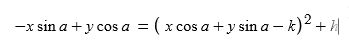 −x sin a + y cos a = ( x cos a + y sin a − k)² + h